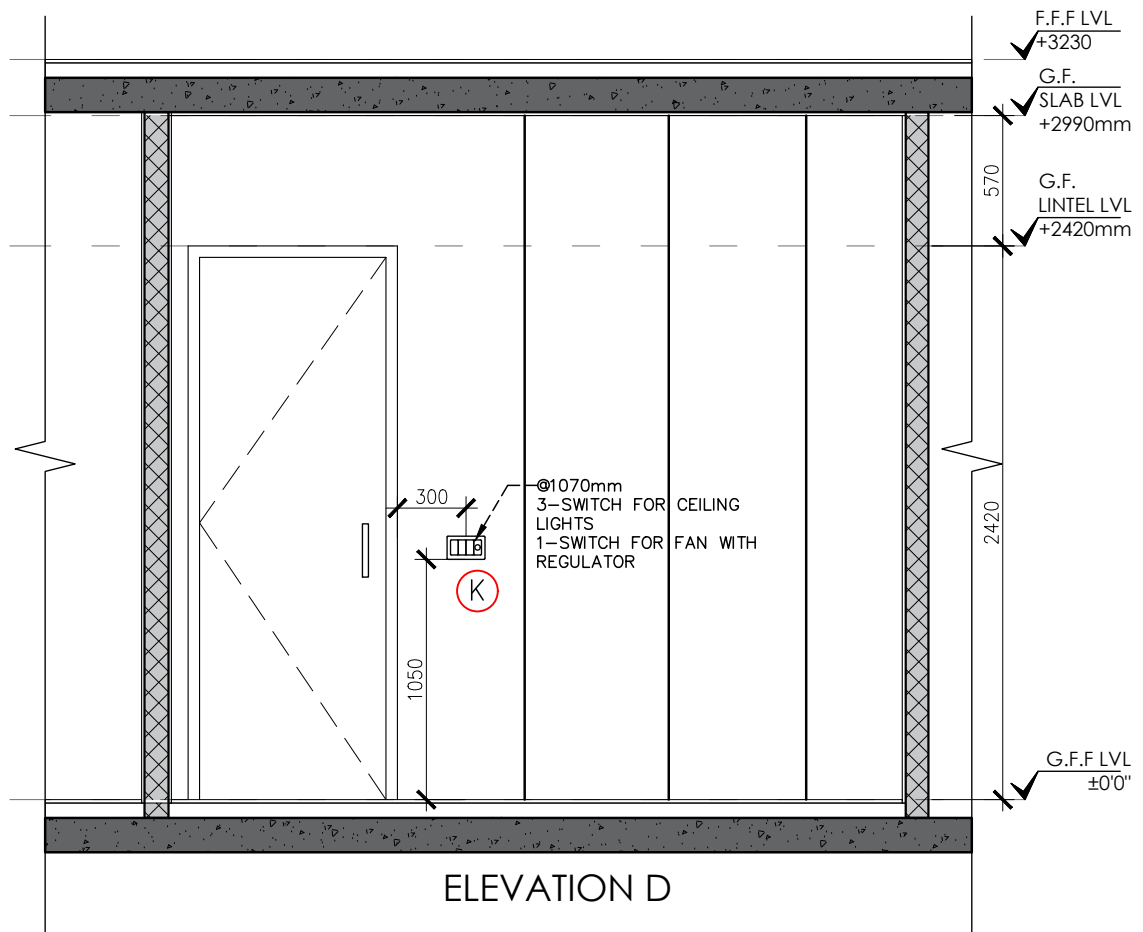 F.F.F LVL
+3230
G.F.
SLAB LVL
+2990mm
570
G.F.
LINTEL LVL
+2420mm
@1070mm
3-SWITCH FOR CEILING
LIGHTS
1-SWITCH FOR FAN WITH
REGULATOR
300
K
2420
1050
G.F.F LVL
±0'0"
ELEVATION D